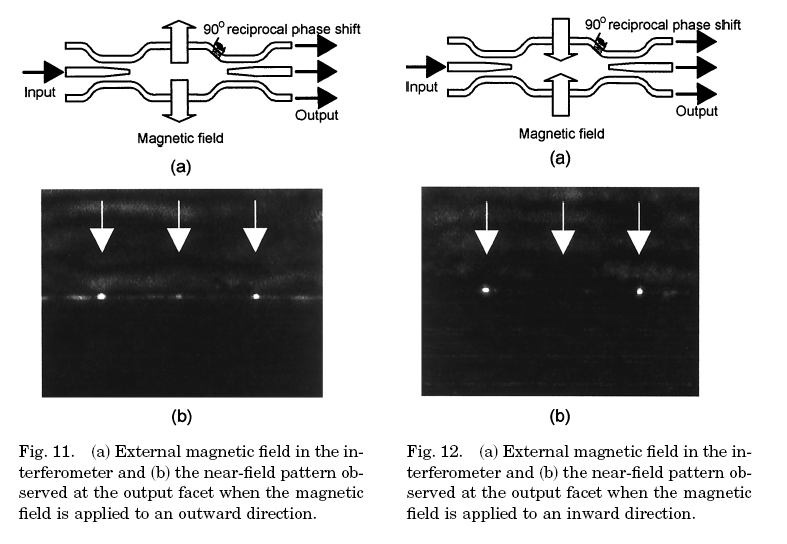 90° reciprocal phase shift
Input
Output
Magnetic field
(a)
(b)
Fig. 11. (a) External magnetic field in the in-
terferometer and (b) the near-field pattern ob-
served at the output facet when the magnetic
field is applied to an outward direction.
90° reciprocal phase shift
Input
Output
Magnetic field
(a)
(b)
Fig. 12. (a) External magnetic field in the in-
terferometer and (b) the near-field pattern ob-
served at the output facet when the magnetic
field is applied to an inward direction.